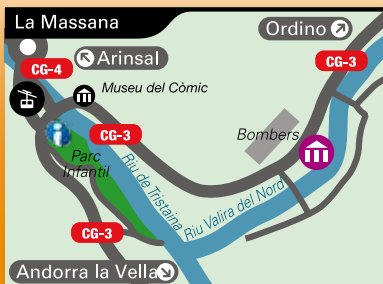 La Massana
Ordino
CG-3
Arinsal
CG-4
Museu del Còmic
CG-3
Bombers
Parc
Infantil
Riu de Tristaina
Riu Valira del Nord
CG-3
Andorra la Vella